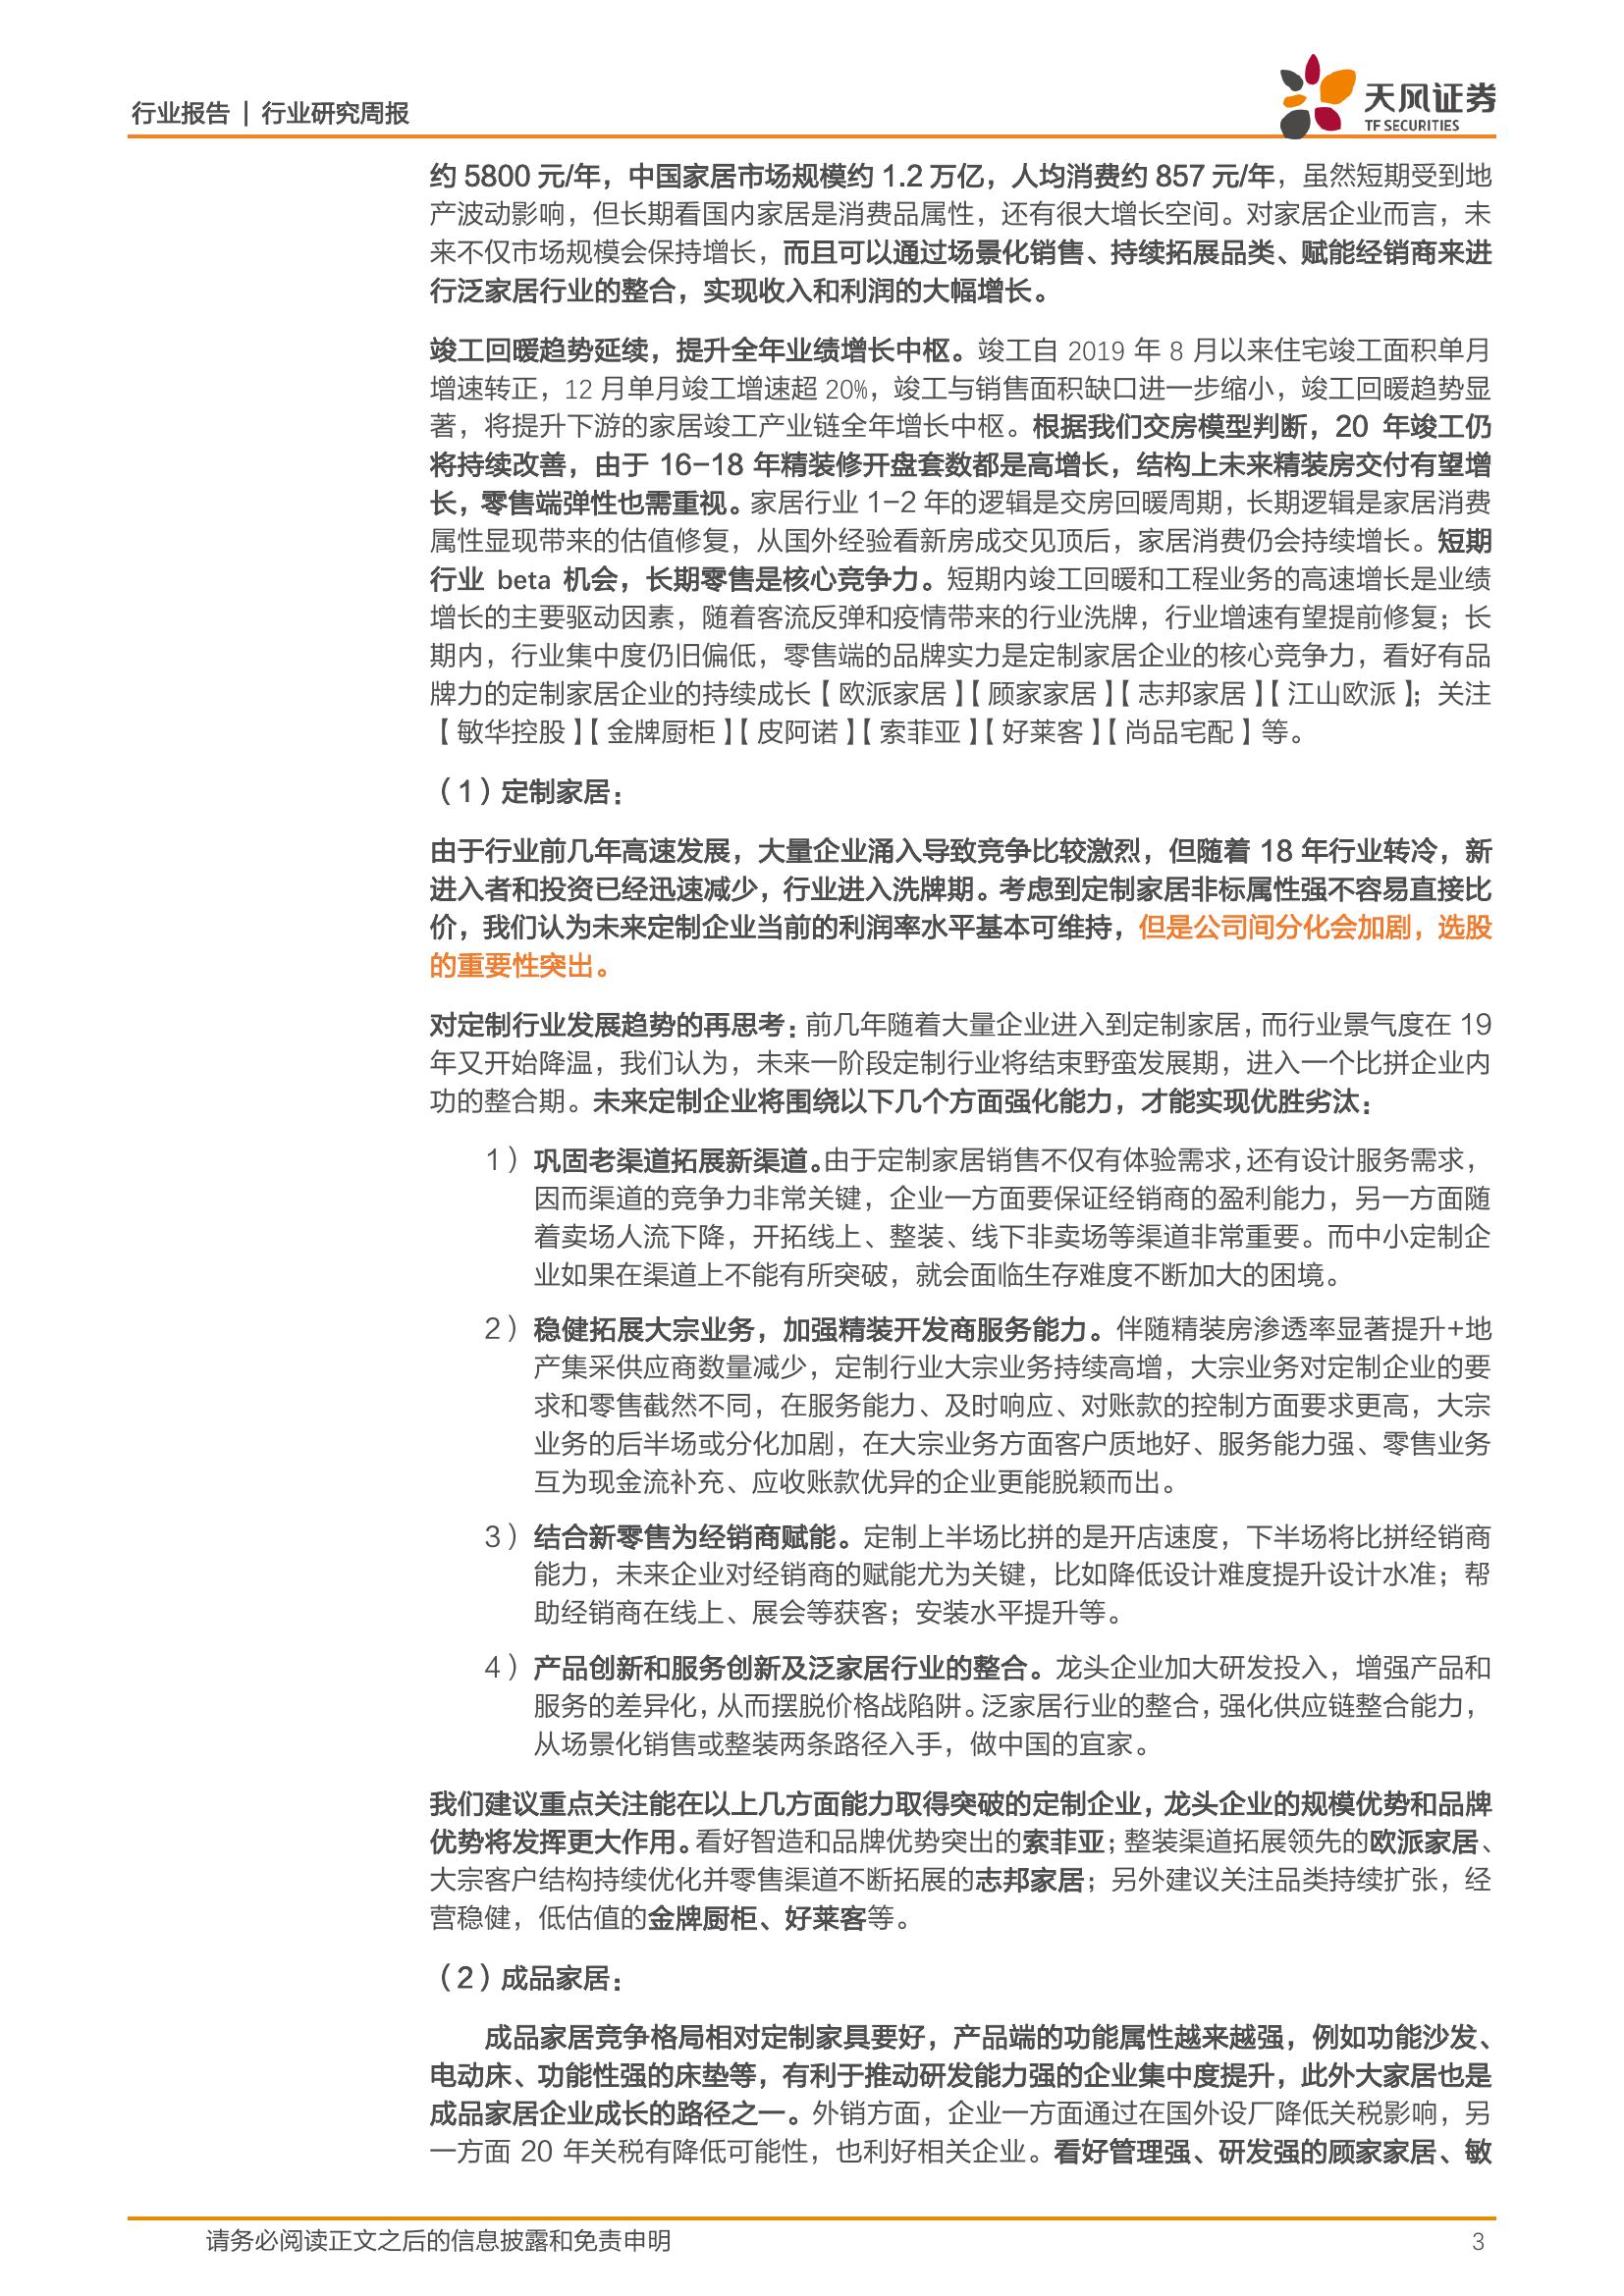 行业报告 | 行业研究周报
天风证券
TF SECURITIES
约 5800 元/年，中国家居市场规模约 1.2 万亿，人均消费约 857 元/年，虽然短期受到地
产波动影响，但长期看国内家居是消费品属性，还有很大增长空间。对家居企业而言，未
来不仅市场规模会保持增长，而且可以通过场景化销售、持续拓展品类、赋能经销商来进
行泛家居行业的整合，实现收入和利润的大幅增长。
竣工回暖趋势延续，提升全年业绩增长中枢。竣工自 2019 年 8 月以来住宅竣工面积单月
增速转正，12 月单月竣工增速超 20%，竣工与销售面积缺口进一步缩小，竣工回暖趋势显
著，将提升下游的家居竣工产业链全年增长中枢。根据我们交房模型判断，20 年竣工仍
将持续改善，由于 16-18 年精装修开盘套数都是高增长，结构上未来精装房交付有望增
长，零售端弹性也需重视。家居行业 1-2 年的逻辑是交房回暖周期，长期逻辑是家居消费
属性显现带来的估值修复，从国外经验看新房成交见顶后，家居消费仍会持续增长。短期
行业 beta 机会，长期零售是核心竞争力。短期内竣工回暖和工程业务的高速增长是业绩
增长的主要驱动因素，随着客流反弹和疫情带来的行业洗牌，行业增速有望提前修复；长
期内，行业集中度仍旧偏低，零售端的品牌实力是定制家居企业的核心竞争力，看好有品
牌力的定制家居企业的持续成长【欧派家居】【顾家家居】【志邦家居】【江山欧派】；关注
【敏华控股】【金牌厨柜】【皮阿诺】【索菲亚】【好莱客】【尚品宅配】等。
（1）定制家居：
由于行业前几年高速发展，大量企业涌入导致竞争比较激烈，但随着 18 年行业转冷，新
进入者和投资已经迅速减少，行业进入洗牌期。考虑到定制家居非标属性强不容易直接比
价，我们认为未来定制企业当前的利润率水平基本可维持，但是公司间分化会加剧，选股
的重要性突出。
对定制行业发展趋势的再思考：前几年随着大量企业进入到定制家居，而行业景气度在 19
年又开始降温，我们认为，未来一阶段定制行业将结束野蛮发展期，进入一个比拼企业内
功的整合期。未来定制企业将围绕以下几个方面强化能力，才能实现优胜劣汰：
1）巩固老渠道拓展新渠道。由于定制家居销售不仅有体验需求，还有设计服务需求，
因而渠道的竞争力非常关键，企业一方面要保证经销商的盈利能力，另一方面随
着卖场人流下降，开拓线上、整装、线下非卖场等渠道非常重要。而中小定制企
业如果在渠道上不能有所突破，就会面临生存难度不断加大的困境。
2）稳健拓展大宗业务，加强精装开发商服务能力。伴随精装房渗透率显著提升+地
产集采供应商数量减少，定制行业大宗业务持续高增，大宗业务对定制企业的要
求和零售截然不同，在服务能力、及时响应、对账款的控制方面要求更高，大宗
业务的后半场或分化加剧，在大宗业务方面客户质地好、服务能力强、零售业务
互为现金流补充、应收账款优异的企业更能脱颖而出。
3）结合新零售为经销商赋能。定制上半场比拼的是开店速度，下半场将比拼经销商
能力，未来企业对经销商的赋能尤为关键，比如降低设计难度提升设计水准；帮
助经销商在线上、展会等获客；安装水平提升等。
4）产品创新和服务创新及泛家居行业的整合。龙头企业加大研发投入，增强产品和
服务的差异化，从而摆脱价格战陷阱。泛家居行业的整合，强化供应链整合能力，
从场景化销售或整装两条路径入手，做中国的宜家。
我们建议重点关注能在以上几方面能力取得突破的定制企业，龙头企业的规模优势和品牌
优势将发挥更大作用。看好智造和品牌优势突出的索菲亚；整装渠道拓展领先的欧派家居、
大宗客户结构持续优化并零售渠道不断拓展的志邦家居；另外建议关注品类持续扩张，经
营稳健，低估值的金牌厨柜、好莱客等。
（2）成品家居：
成品家居竞争格局相对定制家具要好，产品端的功能属性越来越强，例如功能沙发、
电动床、功能性强的床垫等，有利于推动研发能力强的企业集中度提升，此外大家居也是
成品家居企业成长的路径之一。外销方面，企业一方面通过在国外设厂降低关税影响，另
一方面 20 年关税有降低可能性，也利好相关企业。看好管理强、研发强的顾家家居、敏
请务必阅读正文之后的信息披露和免责申明
3